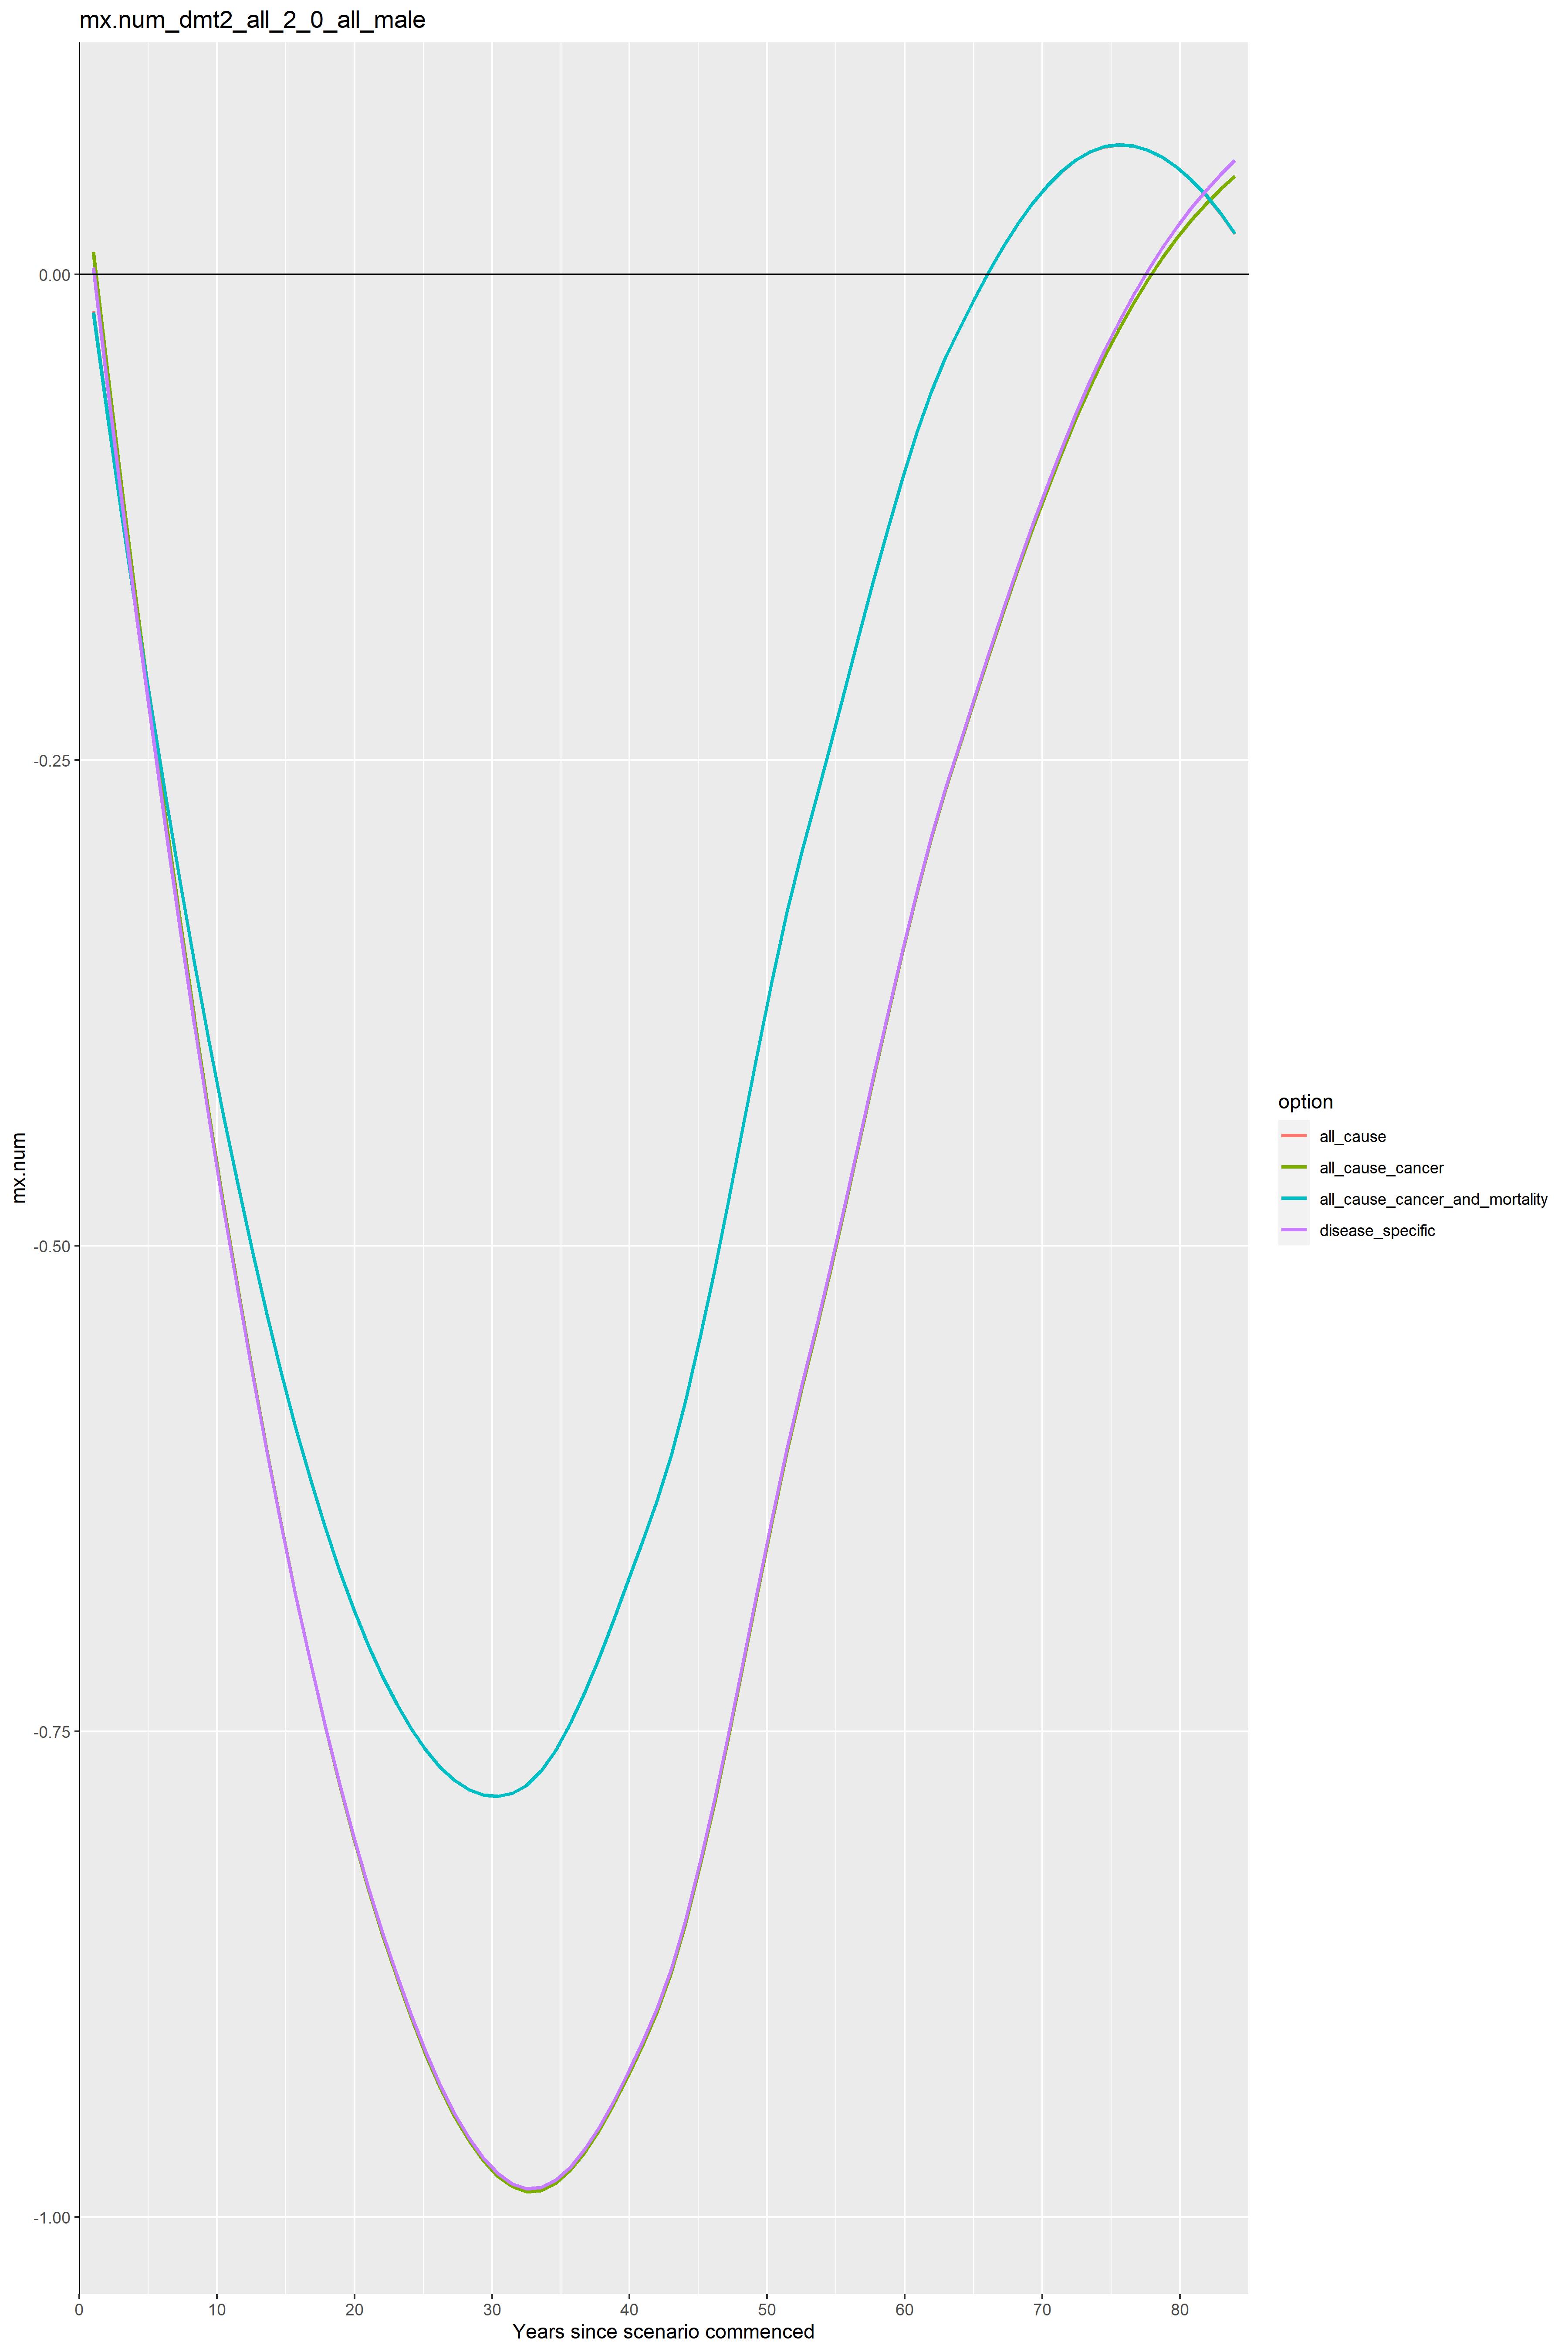 mx.num_dmt2_all_2_0_all_male
mx.num
0.00
-0.25
-0.50
-0.75
-1.00
0
10
20
30
40
50
60
70
80
Years since scenario commenced
option
all_cause
all_cause_cancer
all_cause_cancer_and_mortality
disease_specific